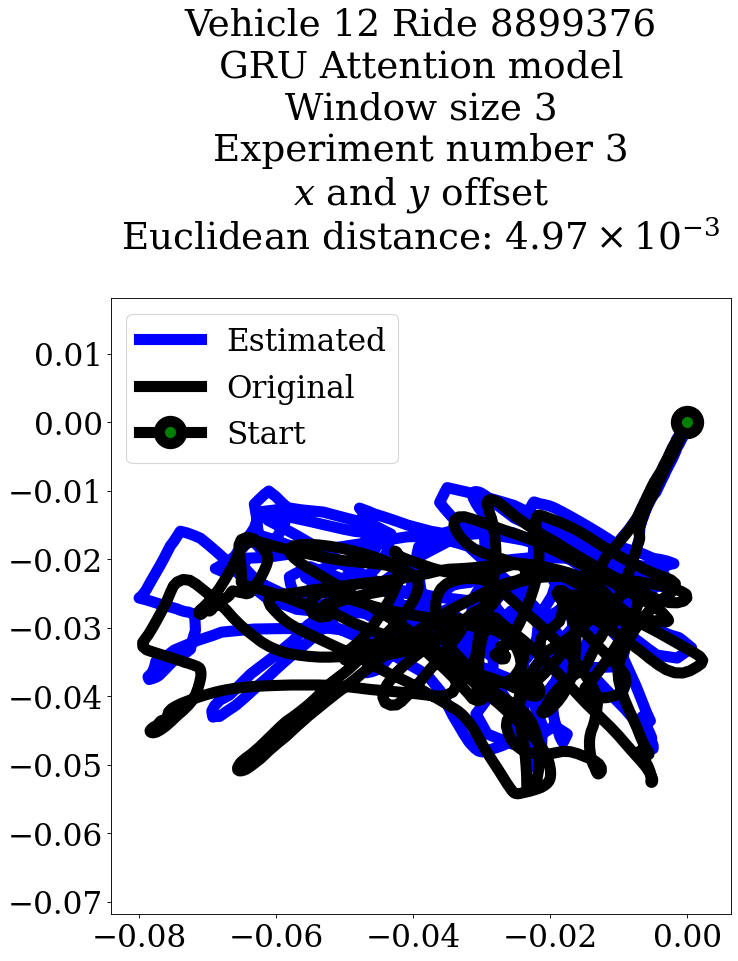 Vehicle 12 Ride 8899376
GRU Attention model
Window size 3
Experiment number 3
x and y offset
Euclidean distance: 4.97 × 10⁻³
Estimated
Original
Start
0.01
0.00
−0.01
−0.02
−0.03
−0.04
−0.05
−0.06
−0.07
−0.08 −0.06 −0.04 −0.02 0.00